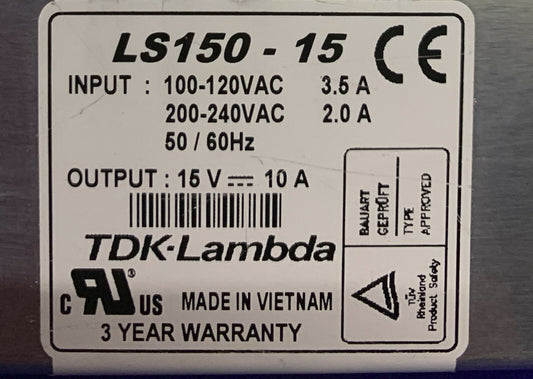 LS150 - 15
CE
INPUT : 100-120VAC 3.5 A
200-240VAC 2.0 A
50 / 60Hz
OUTPUT : 15 V ⎓ 10 A
TDK-Lambda
C RU ® US
MADE IN VIETNAM
3 YEAR WARRANTY
BAUART
GEPRÜFT
TYPE
APPROVED
TÜV
Rheinland
Product Safety